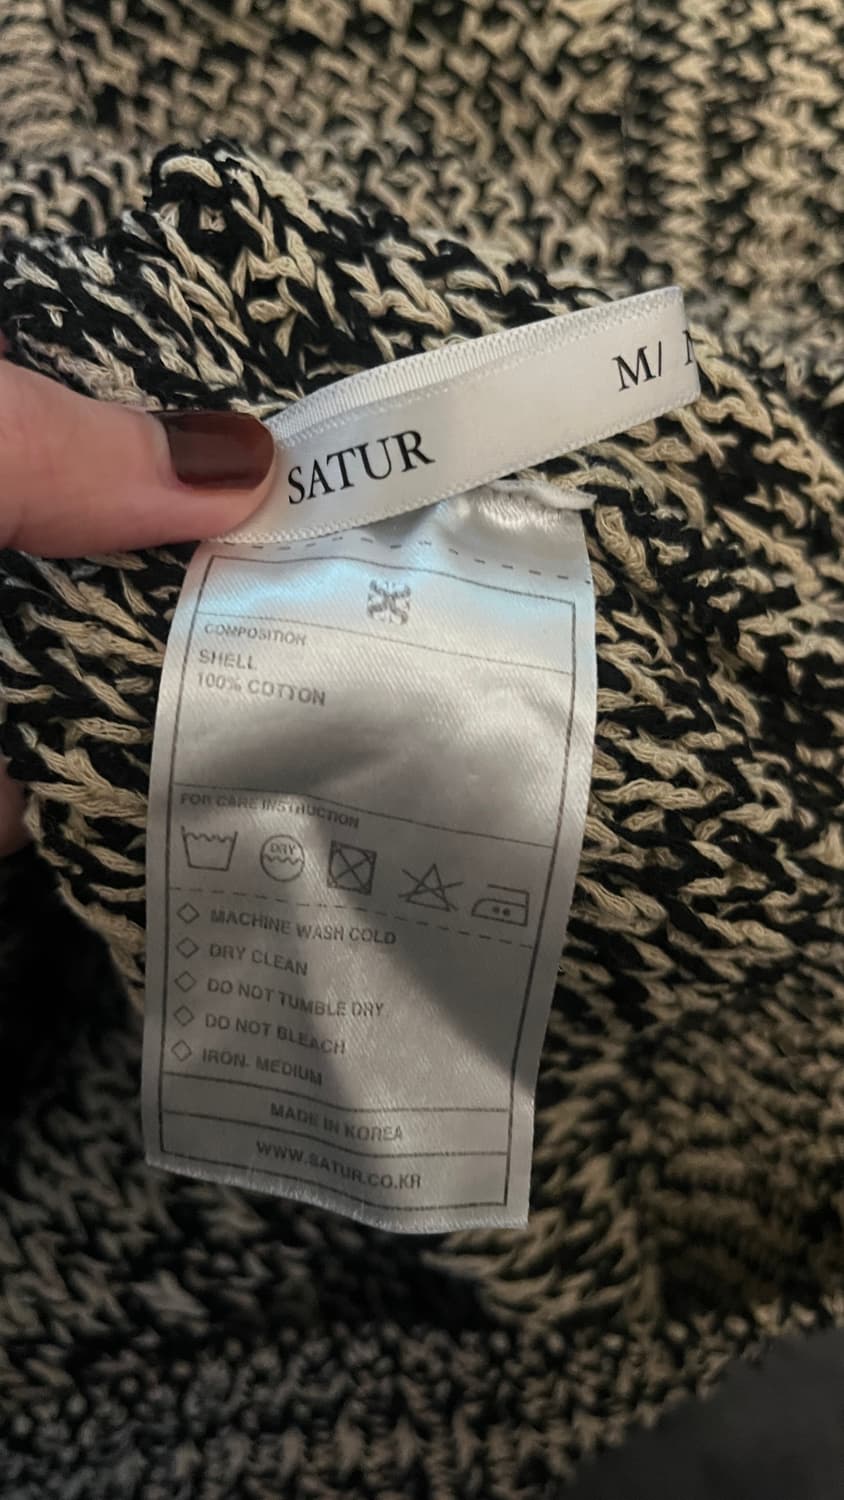 SATUR M/
COMPOSITION
SHELL
100% COTTON
FOR CARE INSTRUCTION
DRY
MACHINE WASH COLD
DRY CLEAN
DO NOT TUMBLE DRY
DO NOT BLEACH
IRON. MEDIUM
MADE IN KOREA
WWW.SATUR.CO.KR